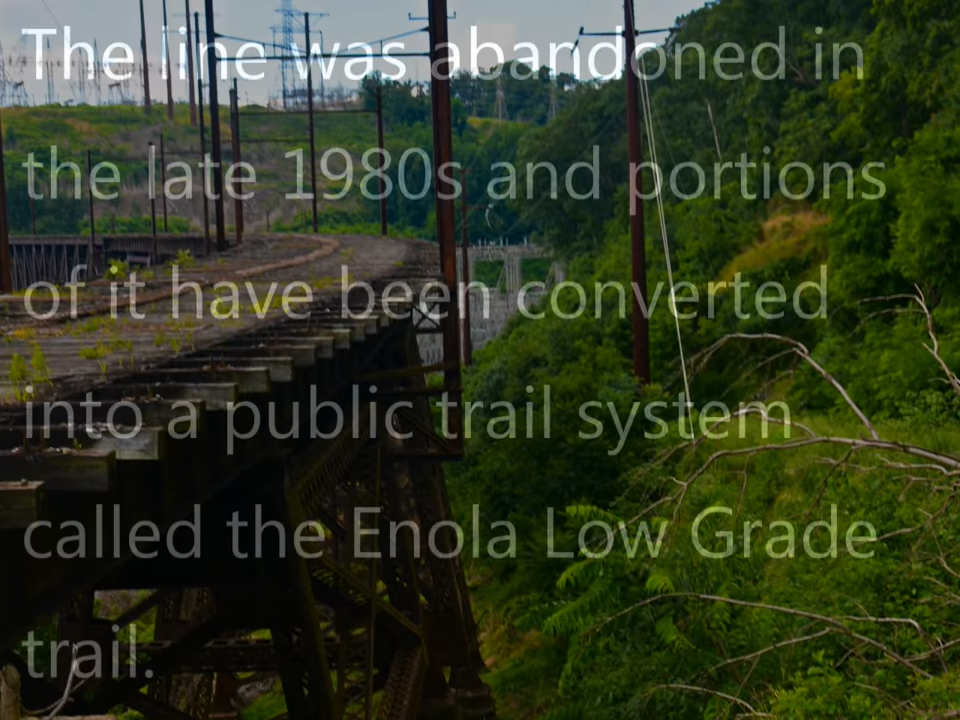 The line was abandoned in
the late 1980s and portions
of it have been converted
into a public trail system
called the Enola Low Grade
trail.